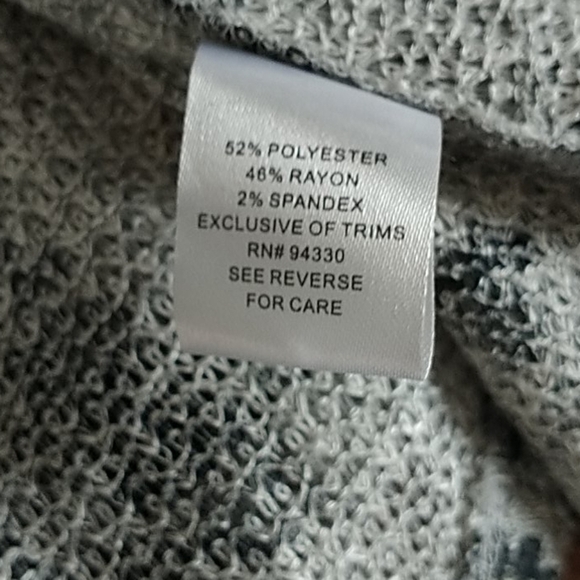 52% POLYESTER
46% RAYON
2% SPANDEX
EXCLUSIVE OF TRIMS
RN# 94330
SEE REVERSE
FOR CARE